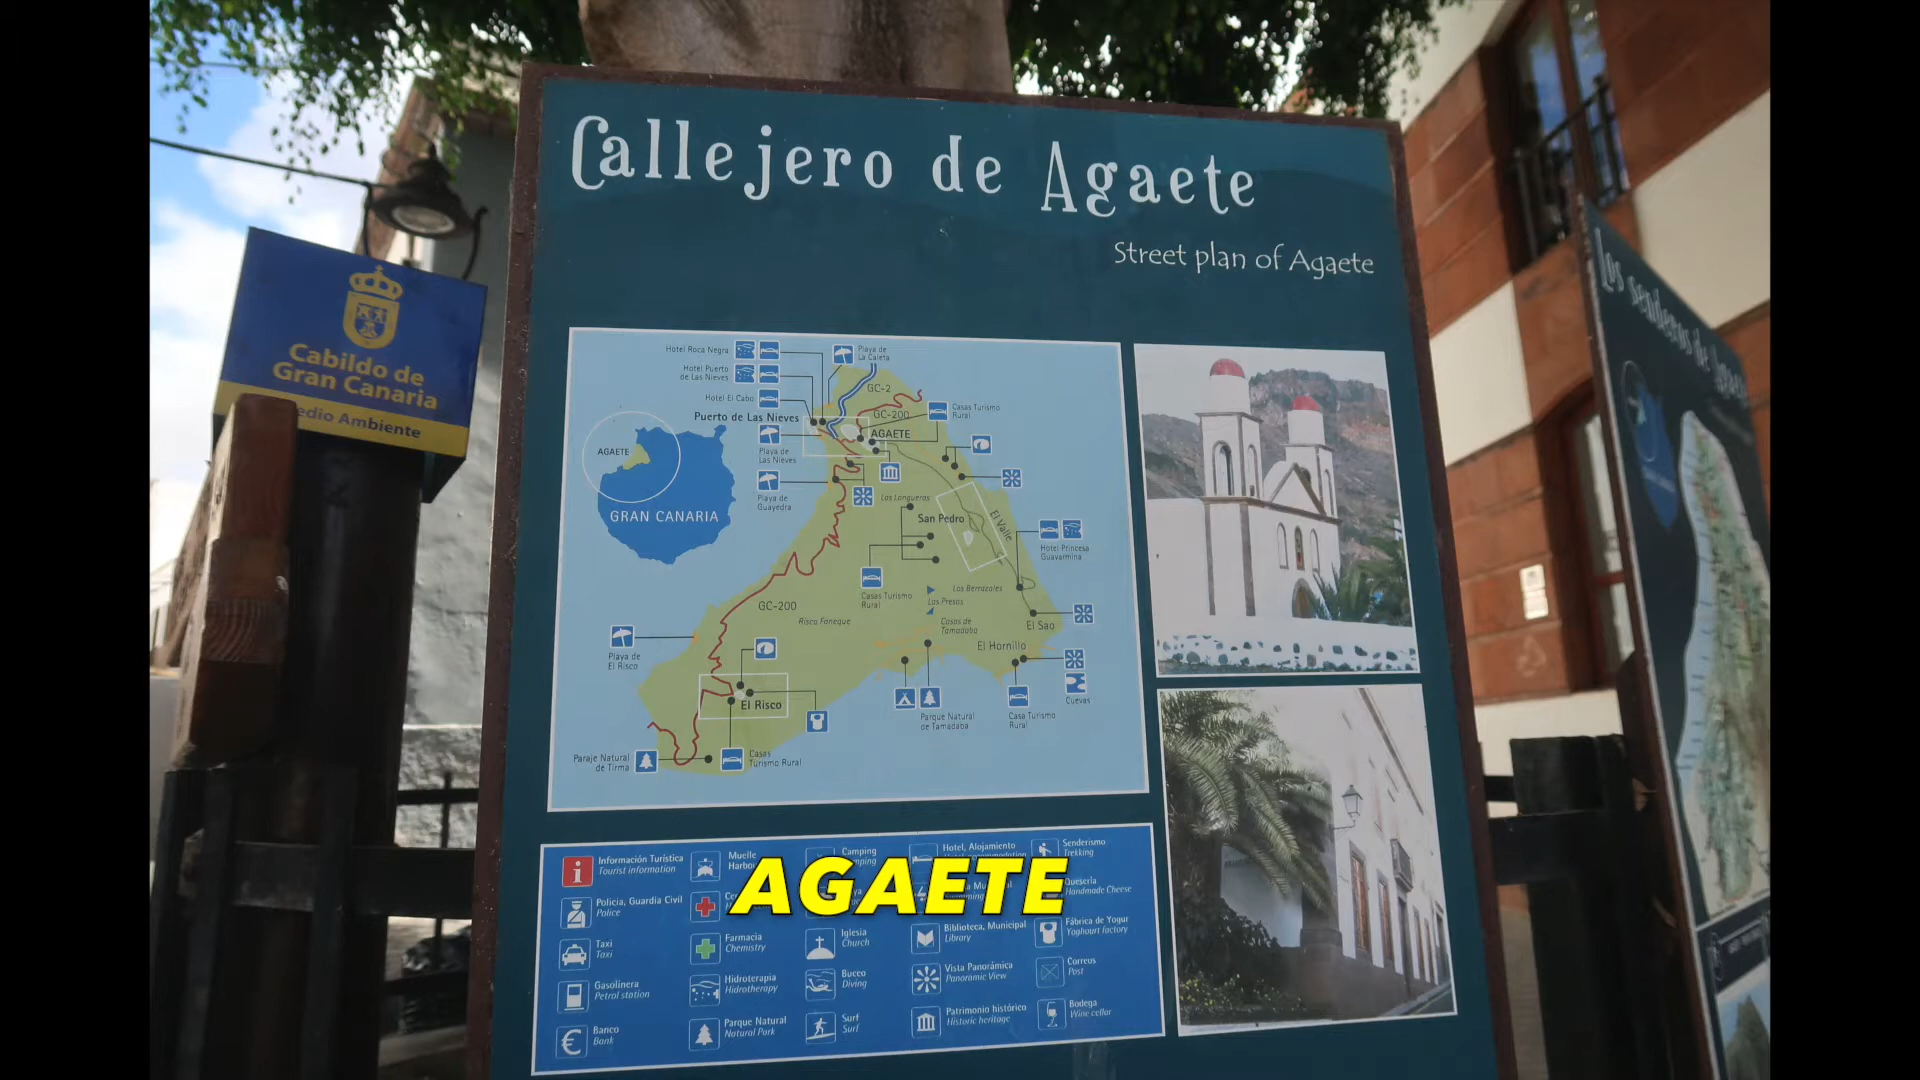 Callejero de Agaete
Street plan of Agaete
Cabildo de
Gran Canaria
Medio Ambiente
Los senderos de Agaete
Hotel Roca Negra
Playa de
La Caleta
Hotel Puerto
de Las Nieves
GC-2
Hotel El Cabo
Puerto de Las Nieves
GC-200
Casas Turismo
Rural
AGAETE
AGAETE
Playa de
Las Nieves
GRAN CANARIA
Playa de
Guayedra
Las Longueras
San Pedro
El Valle
Hotel Princesa
Guayarmina
Casas Turismo
Rural
Los Berrazales
Las Presas
GC-200
Risco Faneque
Casas de
Tamadaba
El Sao
El Hornillo
Playa de
El Risco
El Risco
Parque Natural
de Tamadaba
Casa Turismo
Rural
Cuevas
Paraje Natural
de Tirma
Casas
Turismo Rural
Información Turística
Tourist information
Policía, Guardia Civil
Police
Taxi
Taxi
Gasolinera
Petrol station
Banco
Bank
Muelle
Harbo
Farmacia
Chemistry
Hidroterapia
Hidrotherapy
Parque Natural
Natural Park
Camping
Iglesia
Church
Buceo
Diving
Surf
Surf
Hotel, Alojamiento
Biblioteca, Municipal
Library
Vista Panorámica
Panoramic View
Patrimonio histórico
Historic heritage
Senderismo
Trekking
Quesería
Handmade Cheese
Fábrica de Yogur
Yoghourt factory
Correos
Post
Bodega
Wine cellar
AGAETE